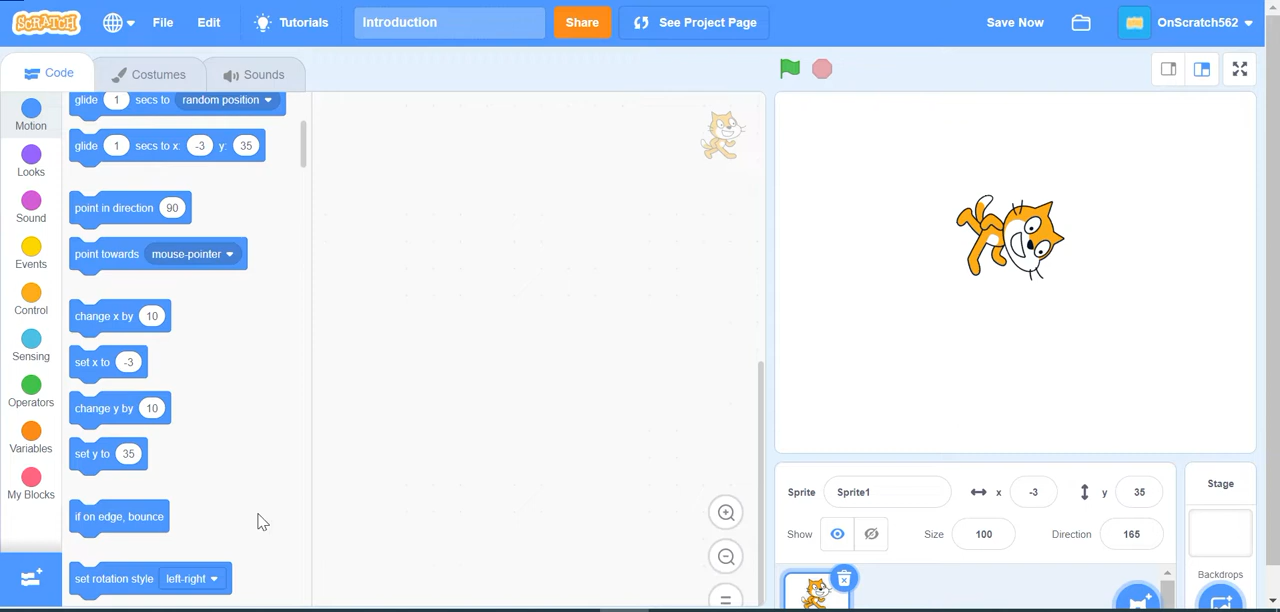 SCRATCH File Edit Tutorials Introduction Share See Project Page Save Now OnScratch562
Code Costumes Sounds
Motion
Looks
Sound
Events
Control
Sensing
Operators
Variables
My Blocks
glide 1 secs to random position
glide 1 secs to x: -3 y: 35
point in direction 90
point towards mouse-pointer
change x by 10
set x to -3
change y by 10
set y to 35
if on edge, bounce
set rotation style left-right
Sprite Sprite1 x -3 y 35
Show Size 100 Direction 165
Stage
Backdrops